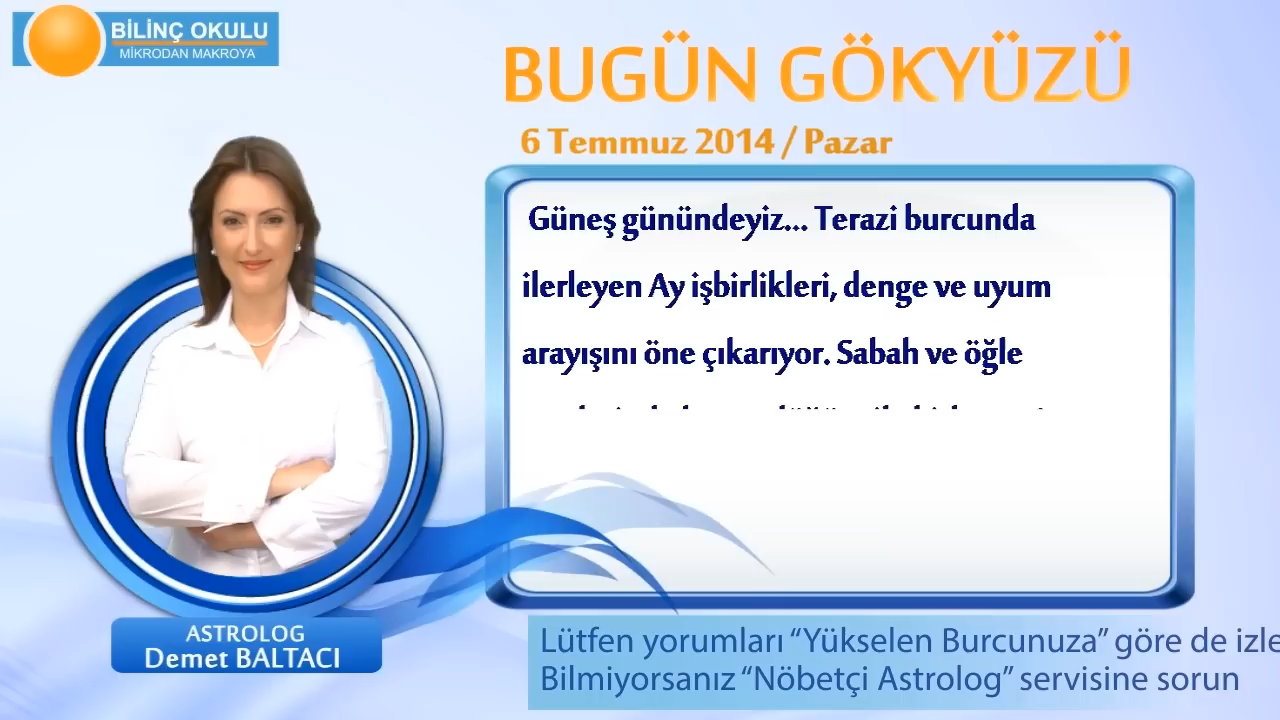 BİLİNÇ OKULU
MİKRODAN MAKROYA
BUGÜN GÖKYÜZÜ
6 Temmuz 2014 / Pazar
Güneş günündeyiz... Terazi burcunda
ilerleyen Ay işbirlikleri, denge ve uyum
arayışını öne çıkarıyor. Sabah ve öğle
ASTROLOG
Demet BALTACI
Lütfen yorumları “Yükselen Burcunuza” göre de izle
Bilmiyorsanız “Nöbetçi Astrolog” servisine sorun